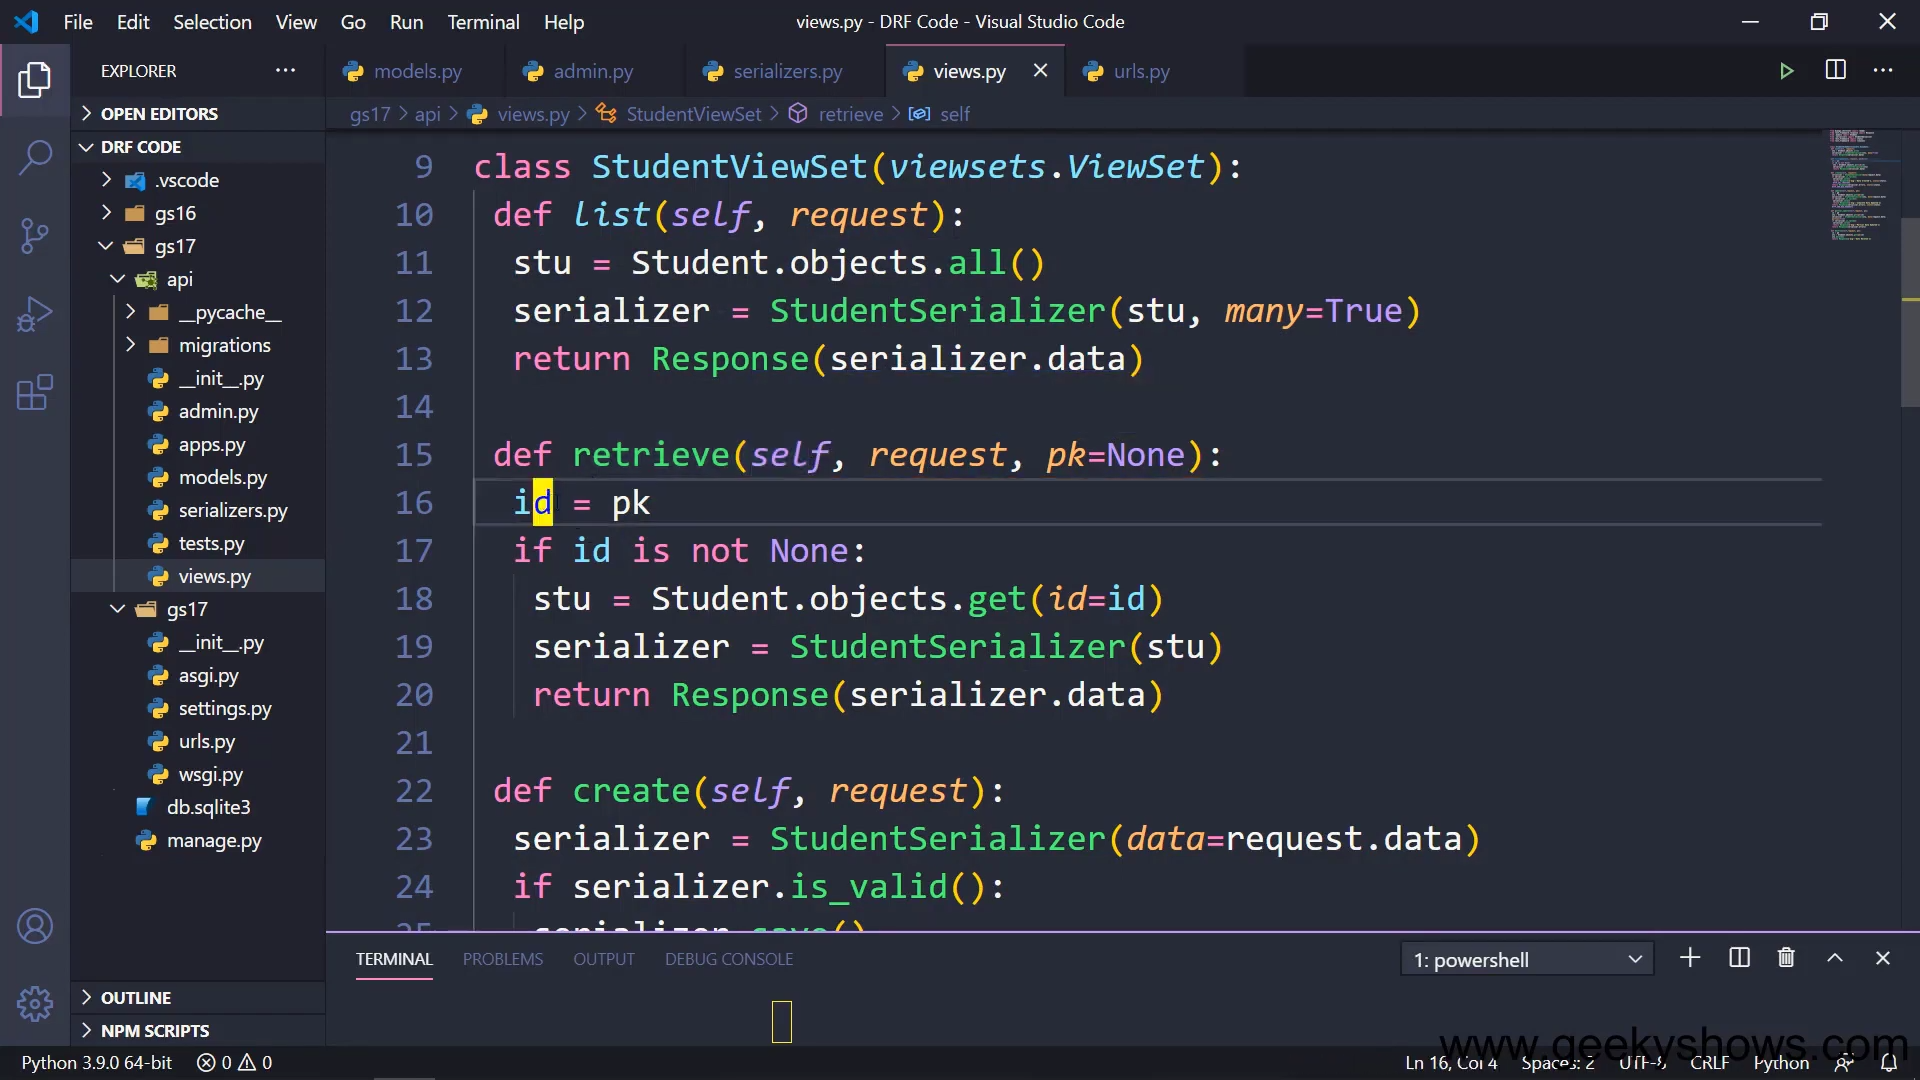 File Edit Selection View Go Run Terminal Help
views.py - DRF Code - Visual Studio Code
EXPLORER
models.py admin.py serializers.py views.py urls.py
OPEN EDITORS
gs17 > api > views.py > StudentViewSet > retrieve > self
DRF CODE
.vscode
gs16
gs17
api
__pycache__
migrations
__init__.py
admin.py
apps.py
models.py
serializers.py
tests.py
views.py
gs17
__init__.py
asgi.py
settings.py
urls.py
wsgi.py
db.sqlite3
manage.py
OUTLINE
NPM SCRIPTS
9 class StudentViewSet(viewsets.ViewSet):
10 def list(self, request):
11 stu = Student.objects.all()
12 serializer = StudentSerializer(stu, many=True)
13 return Response(serializer.data)
14
15 def retrieve(self, request, pk=None):
16 id = pk
17 if id is not None:
18 stu = Student.objects.get(id=id)
19 serializer = StudentSerializer(stu)
20 return Response(serializer.data)
21
22 def create(self, request):
23 serializer = StudentSerializer(data=request.data)
24 if serializer.is_valid():
25 serializer.save()
TERMINAL PROBLEMS OUTPUT DEBUG CONSOLE
1: powershell
www.geekyshows.com
Python 3.9.0 64-bit 0 0
Ln 16, Col 4 Spaces: 2 UTF-8 CRLF Python